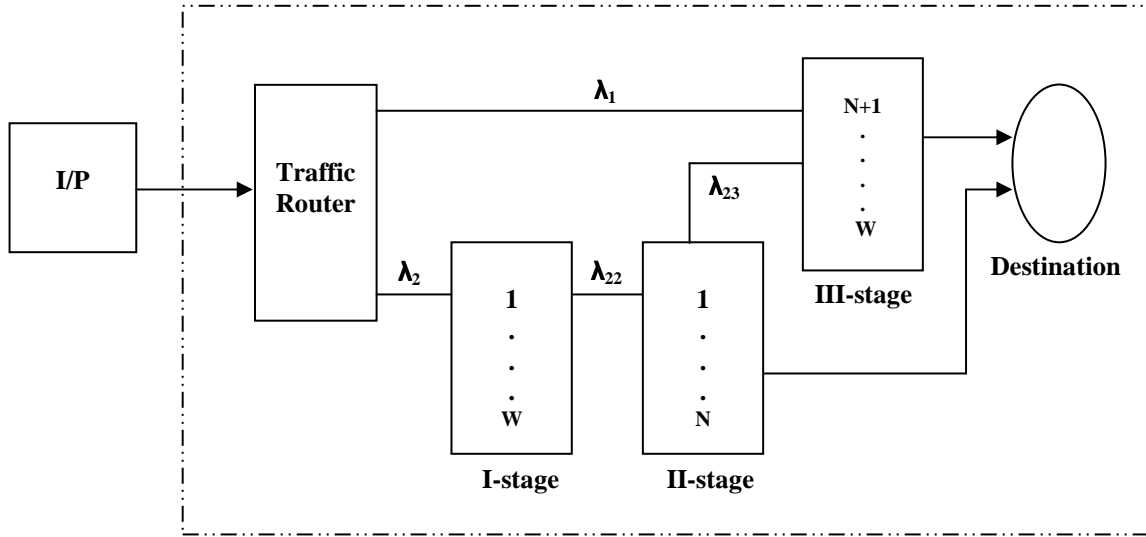 I/P
Traffic
Router
λ1
λ2
1
.
.
.
W
I-stage
λ22
1
.
.
.
N
II-stage
λ23
N+1
.
.
.
.
W
III-stage
Destination